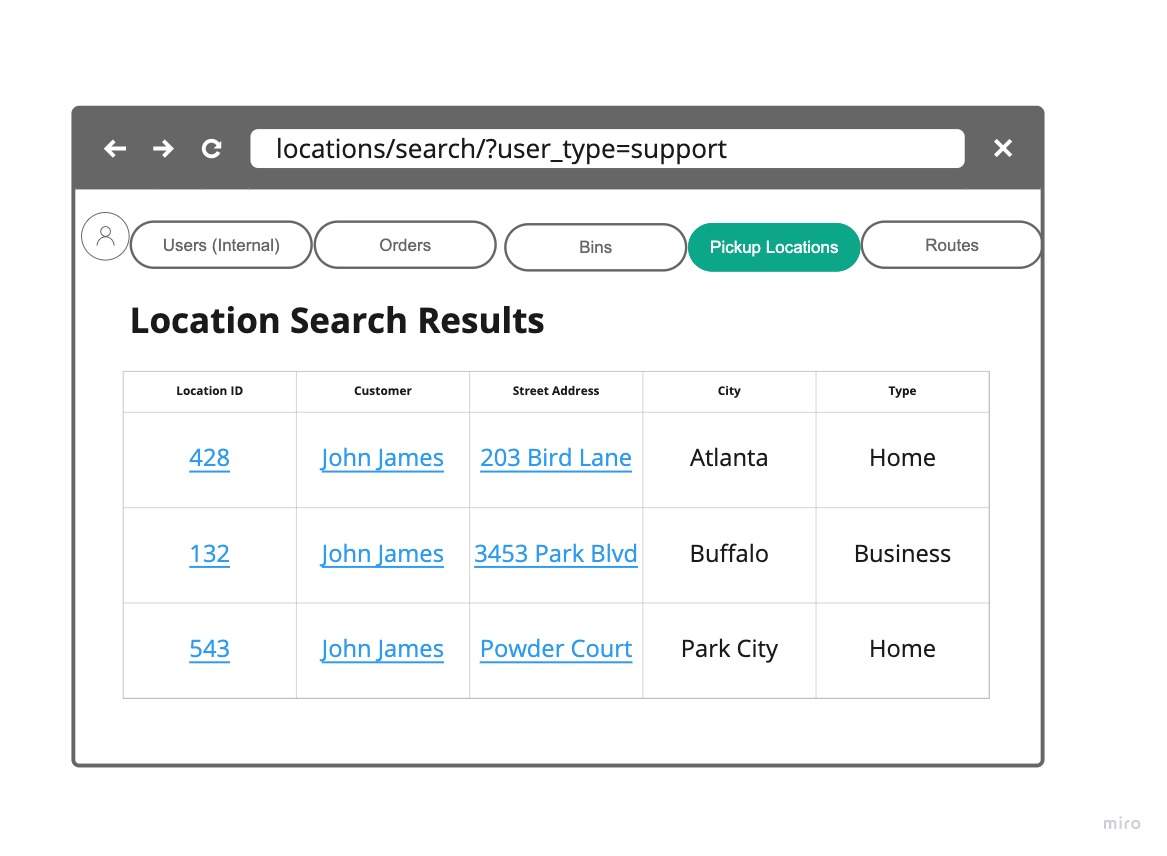 locations/search/?user_type=support
Users (Internal) Orders Bins Pickup Locations Routes
Location Search Results
Location ID Customer Street Address City Type
428 John James 203 Bird Lane Atlanta Home
132 John James 3453 Park Blvd Buffalo Business
543 John James Powder Court Park City Home
miro